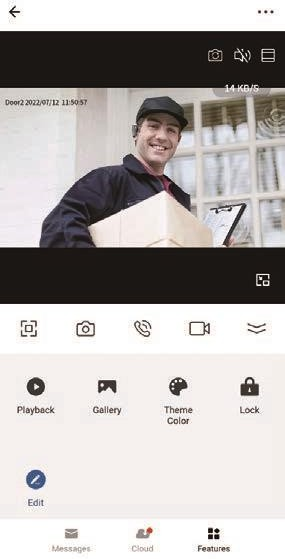 14 KB/S
Door2 2022/07/12 11:50:57
Playback
Gallery
Theme
Color
Lock
Edit
Messages
Cloud
Features